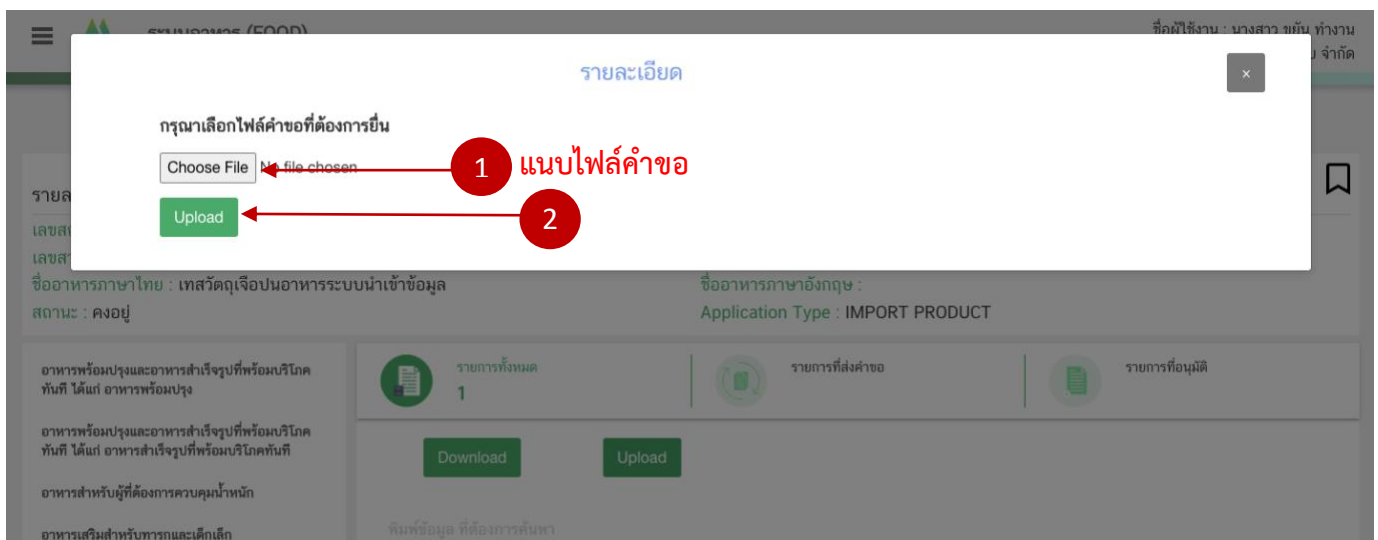 ระบบอาหาร (FOOD)
ชื่อผู้ใช้งาน : นางสาว ขยัน ทำงาน
จำกัด
รายละเอียด
×
กรุณาเลือกไฟล์คำขอที่ต้องการยื่น
Choose File No file chosen
1 แนบไฟล์คำขอ
Upload
2
ชื่ออาหารภาษาไทย : เทสวัตถุเจือปนอาหารระบบนำเข้าข้อมูล
ชื่ออาหารภาษาอังกฤษ :
สถานะ : คงอยู่
Application Type : IMPORT PRODUCT
อาหารพร้อมปรุงและอาหารสำเร็จรูปที่พร้อมบริโภค
ทันที ได้แก่ อาหารพร้อมปรุง
อาหารพร้อมปรุงและอาหารสำเร็จรูปที่พร้อมบริโภค
ทันที ได้แก่ อาหารสำเร็จรูปที่พร้อมบริโภคทันที
อาหารสำหรับผู้ที่ต้องการควบคุมน้ำหนัก
อาหารเสริมสำหรับทารกและเด็กเล็ก
รายการทั้งหมด
1
รายการที่ส่งคำขอ
รายการที่อนุมัติ
Download
Upload
พิมพ์ข้อมูล ที่ต้องการค้นหา